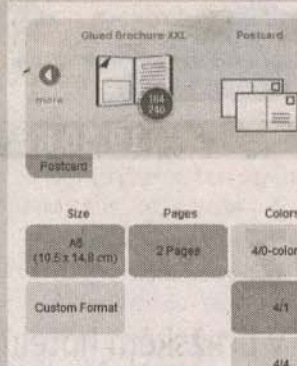 Glued Brochure XXL
Postcard
more
164-
240
Postcard
Size
Pages
Colors
A6
(10.5 x 14.8 cm)
2 Pages
4/0-color
Custom Format
4/1
4/4